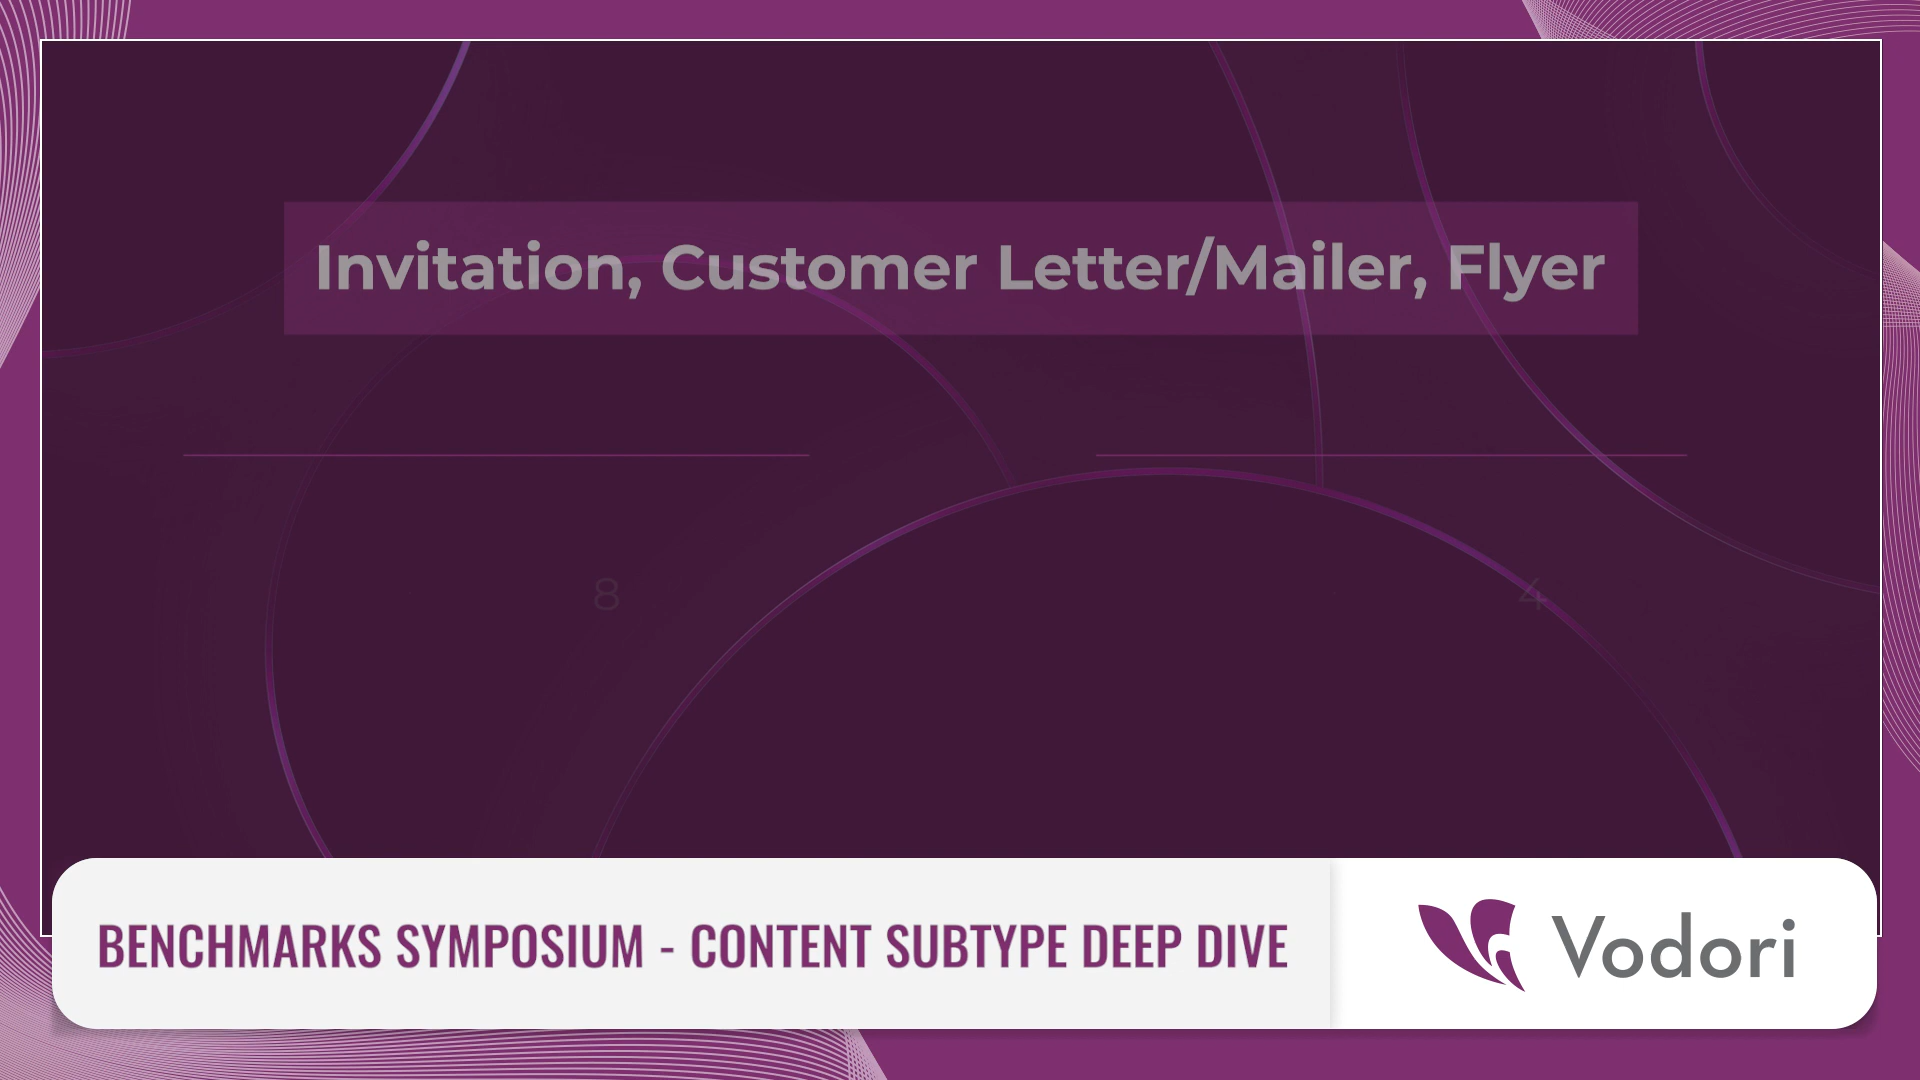 Invitation, Customer Letter/Mailer, Flyer
8
4
BENCHMARKS SYMPOSIUM - CONTENT SUBTYPE DEEP DIVE
Vodori